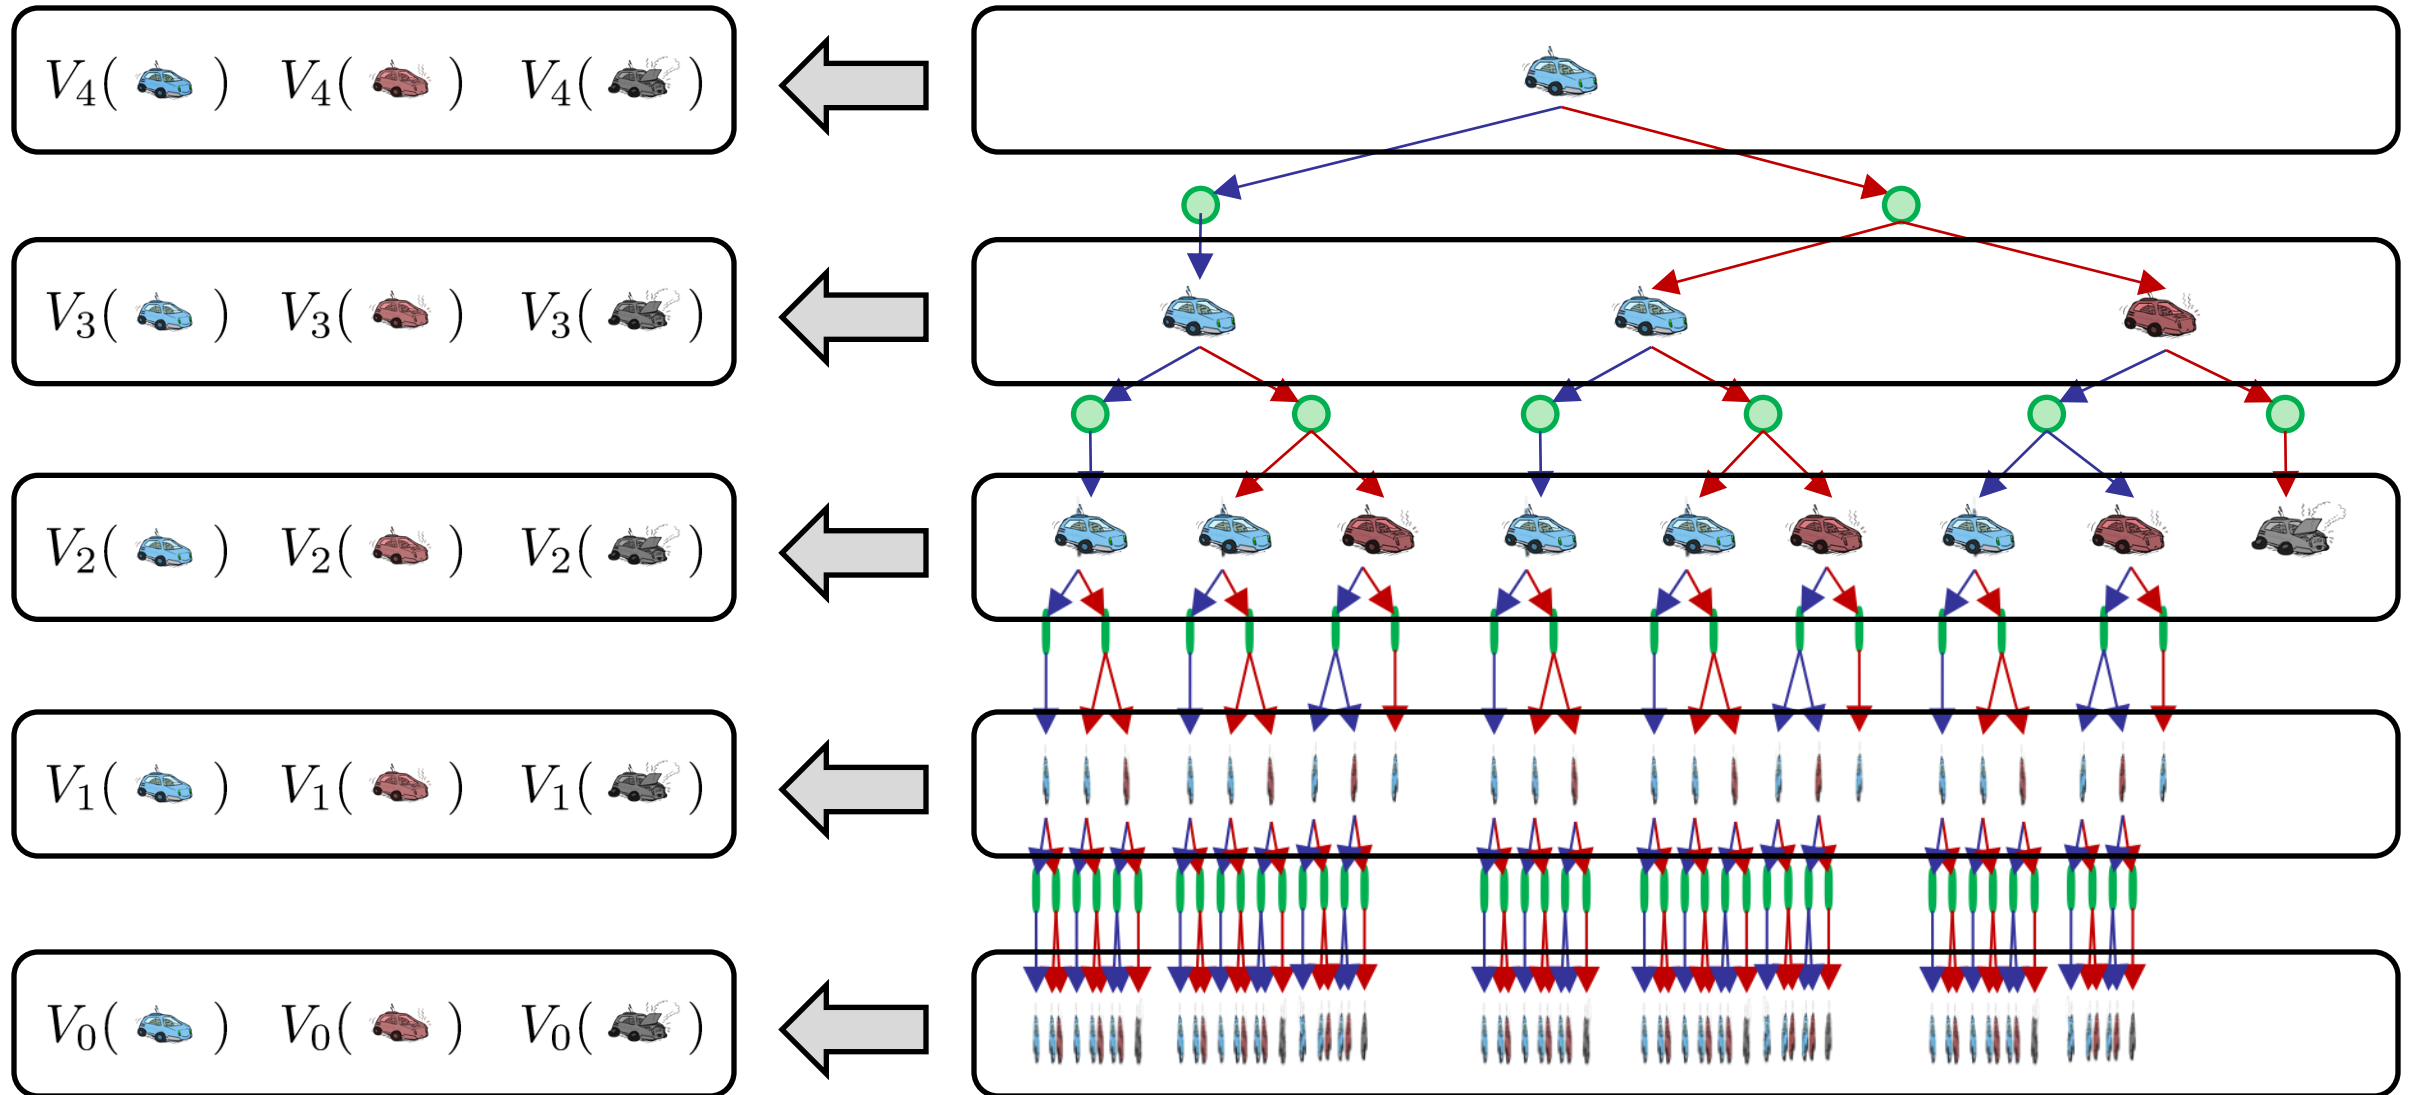 V₄( ) V₄( ) V₄( )
V₃( ) V₃( ) V₃( )
V₂( ) V₂( ) V₂( )
V₁( ) V₁( ) V₁( )
V₀( ) V₀( ) V₀( )